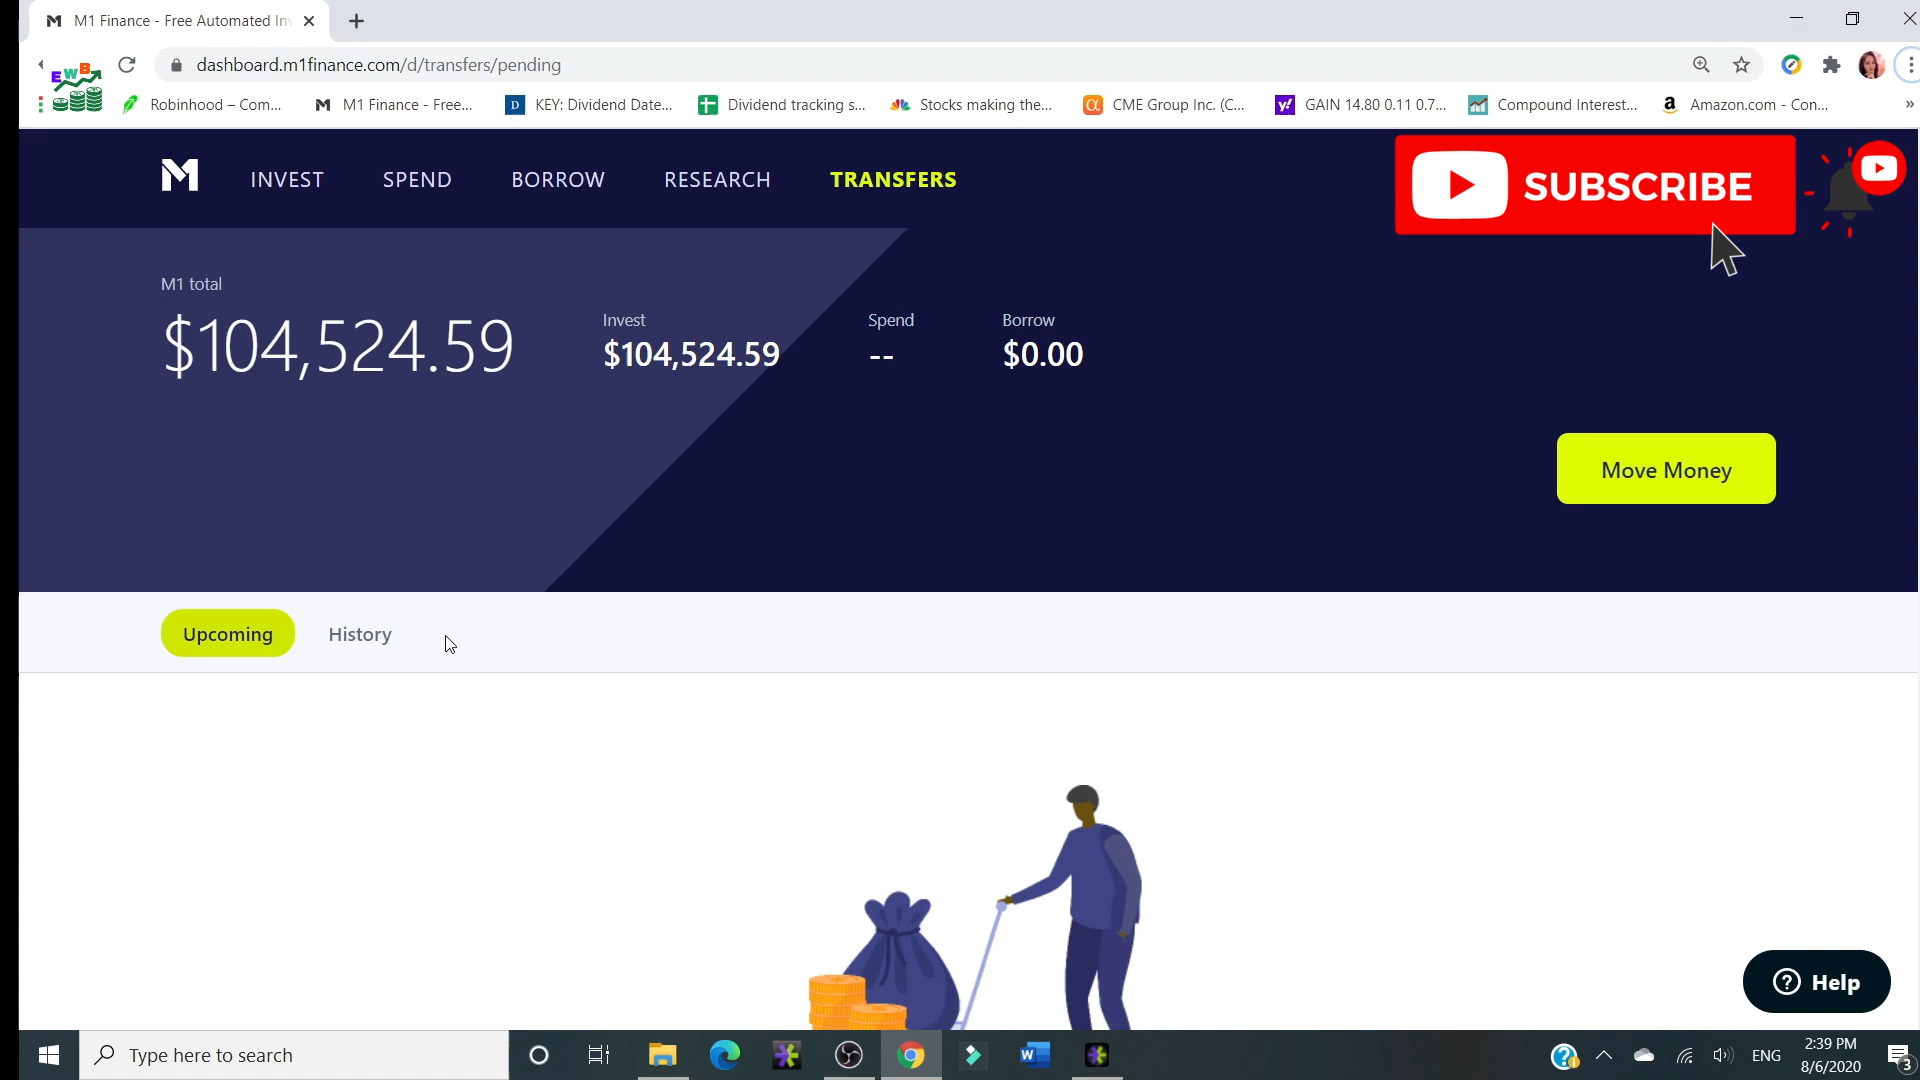 M1 Finance - Free Automated In
dashboard.m1finance.com/d/transfers/pending
EWB
Robinhood – Com...
M1 Finance - Free...
D
KEY: Dividend Date...
Dividend tracking s...
Stocks making the...
α
CME Group Inc. (C...
y!
GAIN 14.80 0.11 0.7...
Compound Interest...
a
Amazon.com - Con...
»
M
INVEST
SPEND
BORROW
RESEARCH
TRANSFERS
SUBSCRIBE
M1 total
$104,524.59
Invest
$104,524.59
Spend
--
Borrow
$0.00
Move Money
Upcoming
History
? Help
Type here to search
W
?
ENG
2:39 PM
8/6/2020
3